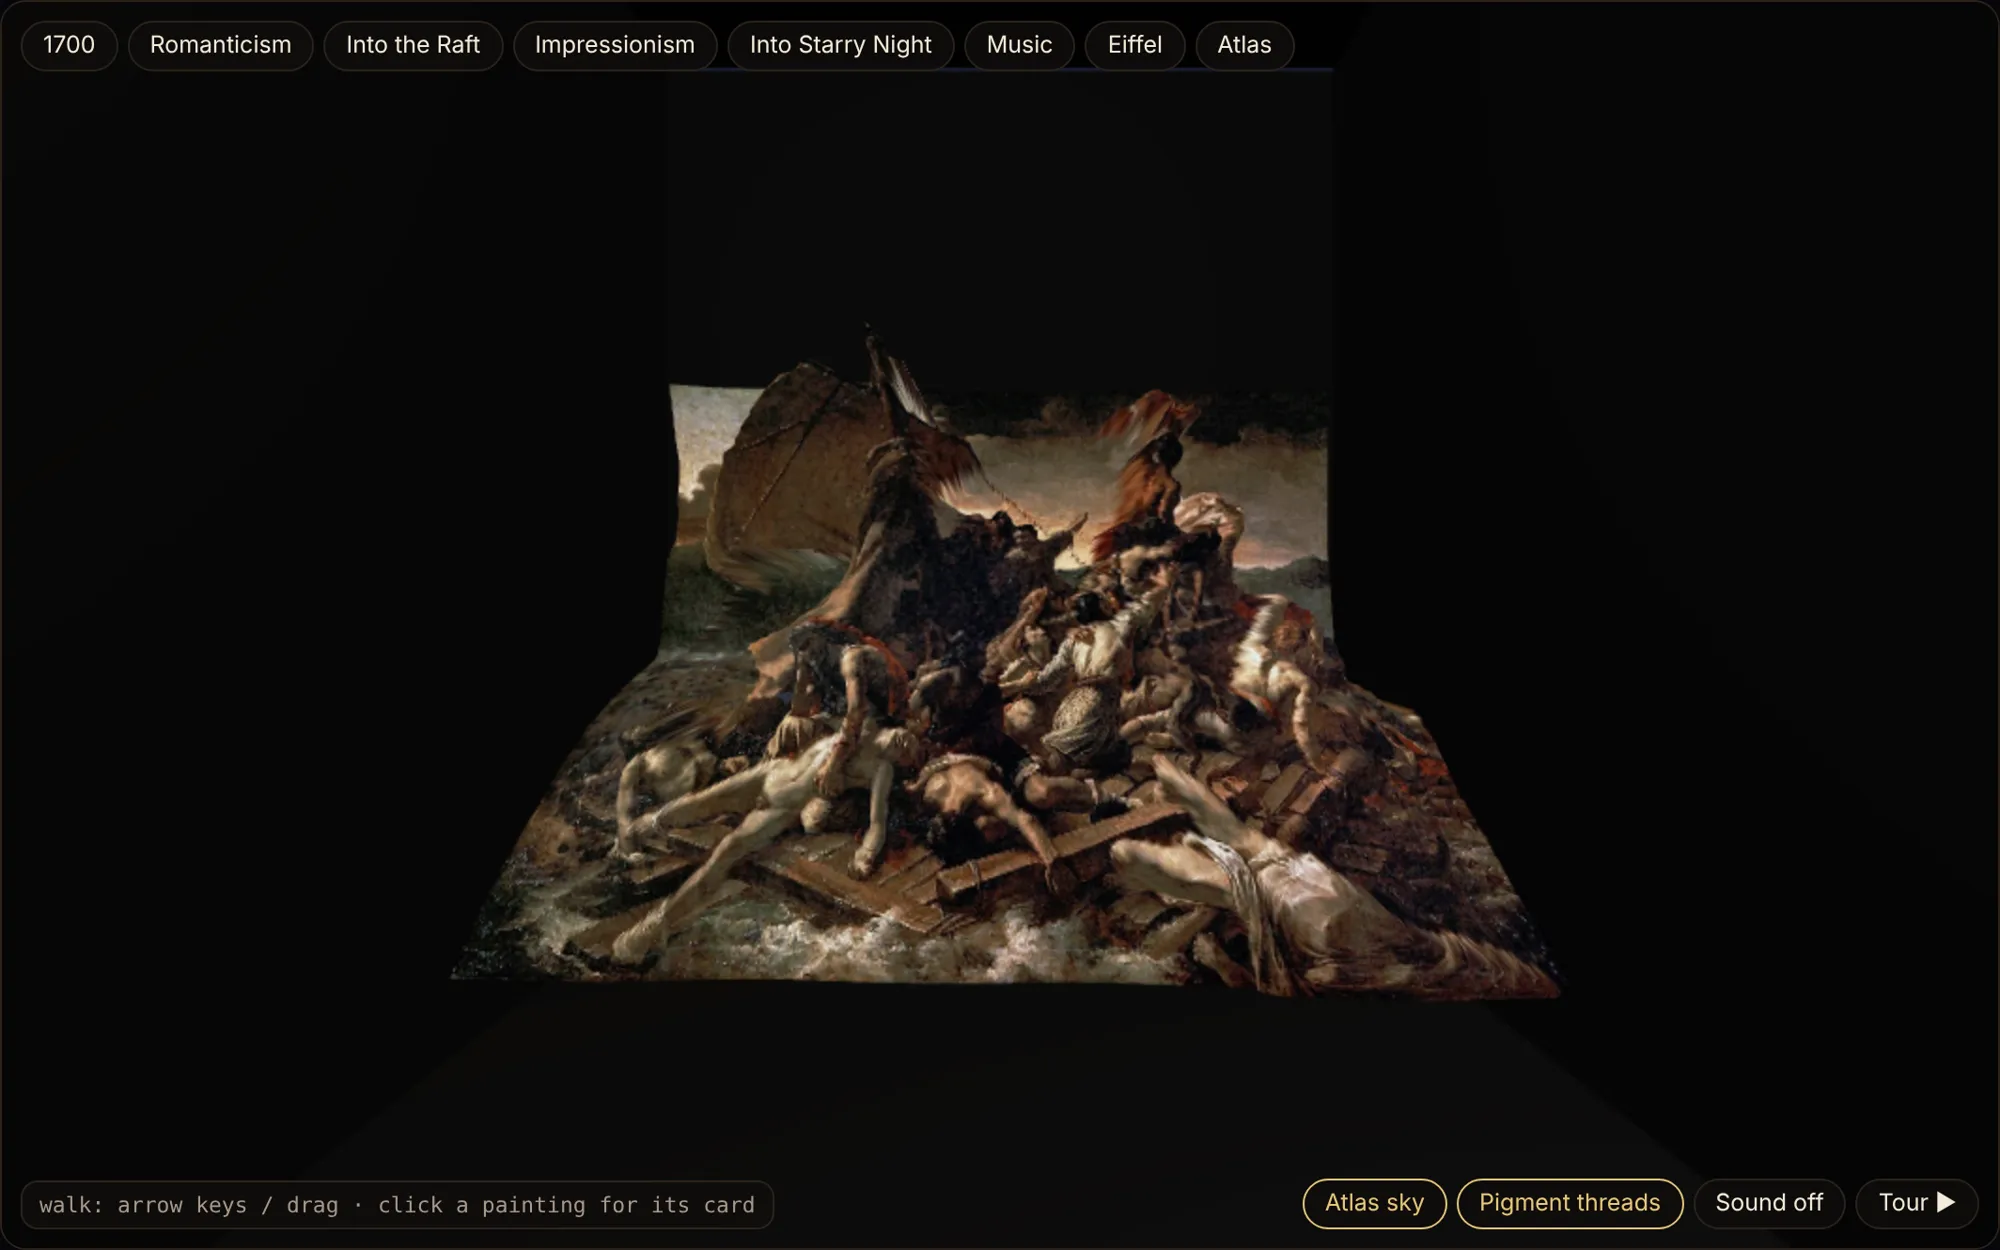 1700 Romanticism Into the Raft Impressionism Into Starry Night Music Eiffel Atlas
walk: arrow keys / drag · click a painting for its card Atlas sky Pigment threads Sound off Tour ▶